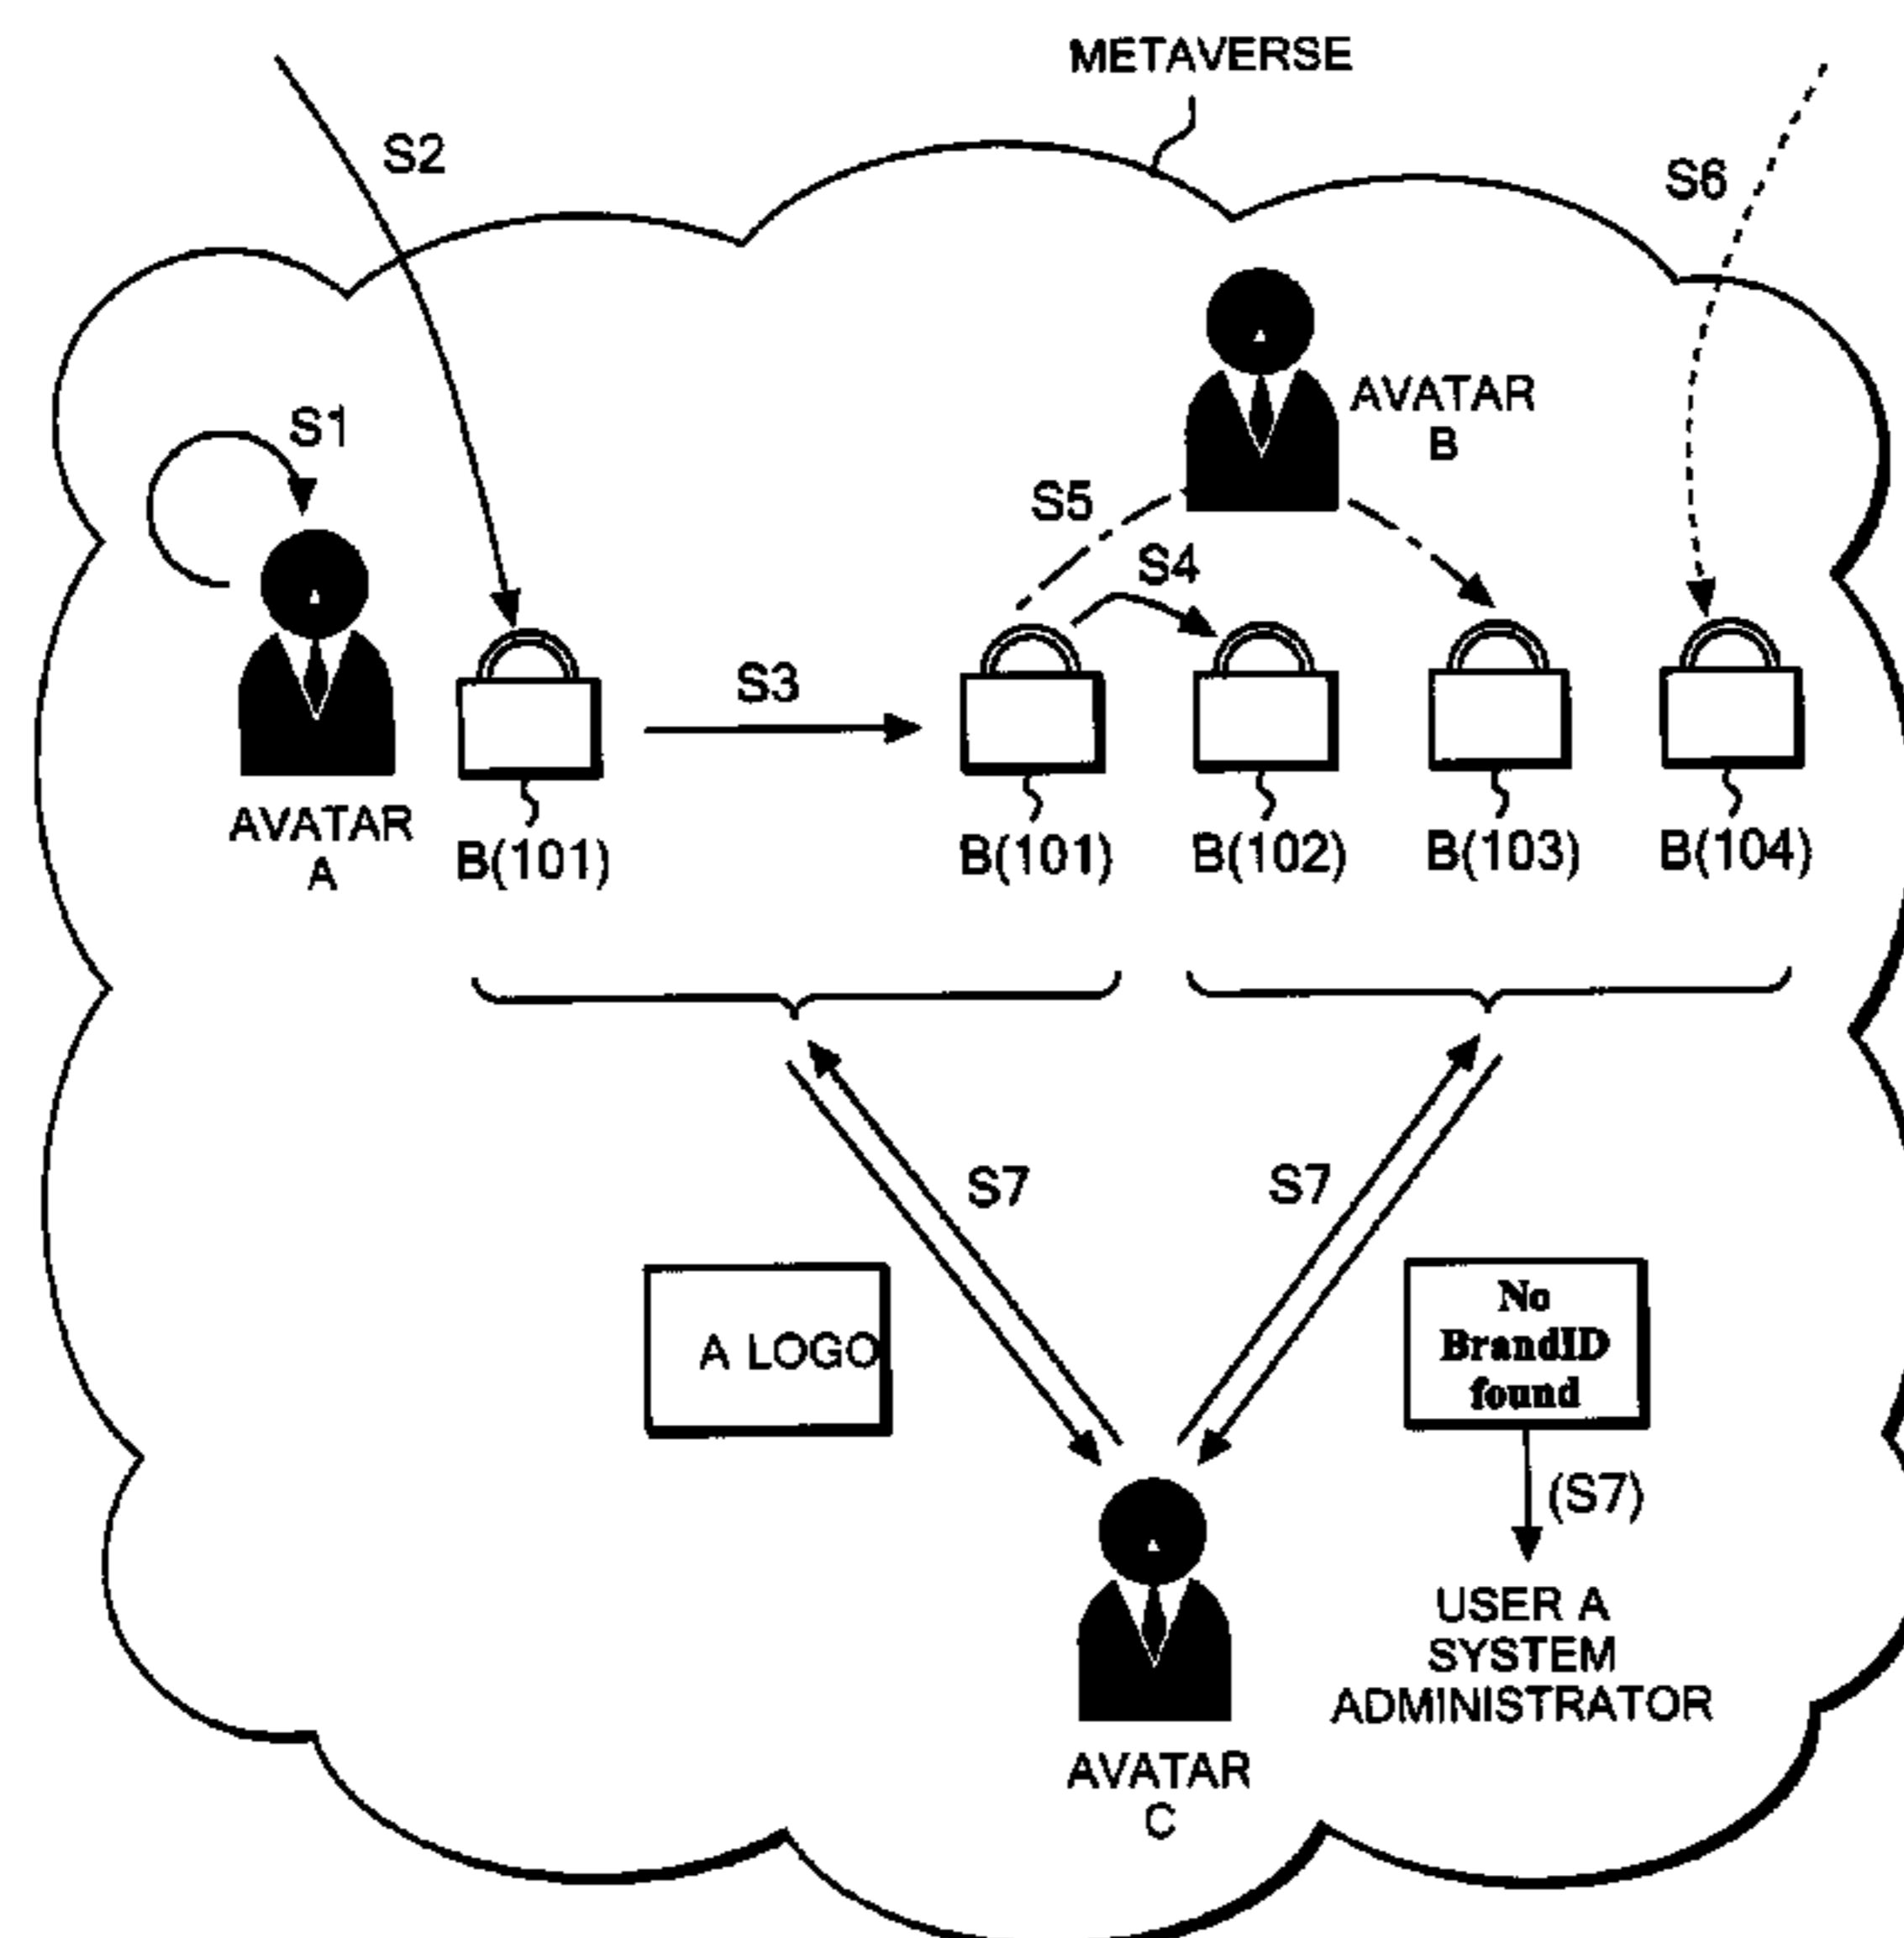 METAVERSE
S2
S6
S1
AVATAR
B
S5
S4
S3
AVATAR
A
B(101)
B(101)
B(102)
B(103)
B(104)
S7
S7
A LOGO
No
BrandID
found
(S7)
USER A
SYSTEM
ADMINISTRATOR
AVATAR
C